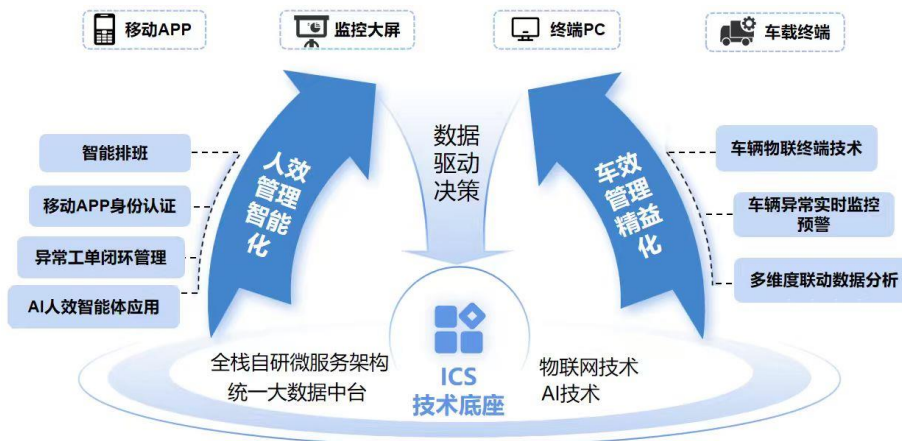 移动APP
监控大屏
终端PC
车载终端
智能排班
移动APP身份认证
异常工单闭环管理
AI人效智能体应用
人效
管理
智能
化
数据
驱动
决策
车效
管理
精益
化
车辆物联终端技术
车辆异常实时监控
预警
多维度联动数据分析
全栈自研微服务架构
统一大数据中台
ICS
技术底座
物联网技术
AI技术